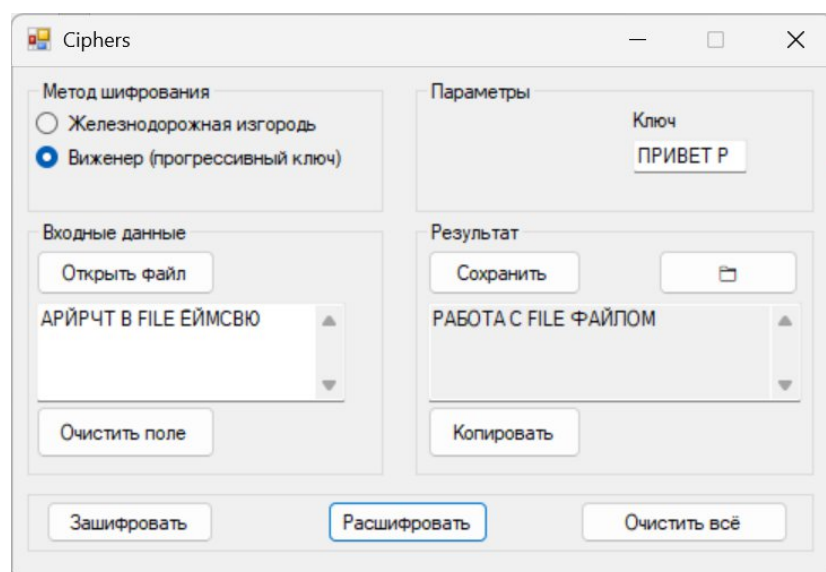 Ciphers
Метод шифрования
Железнодорожная изгородь
Виженер (прогрессивный ключ)
Параметры
Ключ
ПРИВЕТ Р
Входные данные
Открыть файл
АРЙРЧТ В FILE ЁЙМСВЮ
Очистить поле
Результат
Сохранить
РАБОТА С FILE ФАЙЛОМ
Копировать
Зашифровать
Расшифровать
Очистить всё